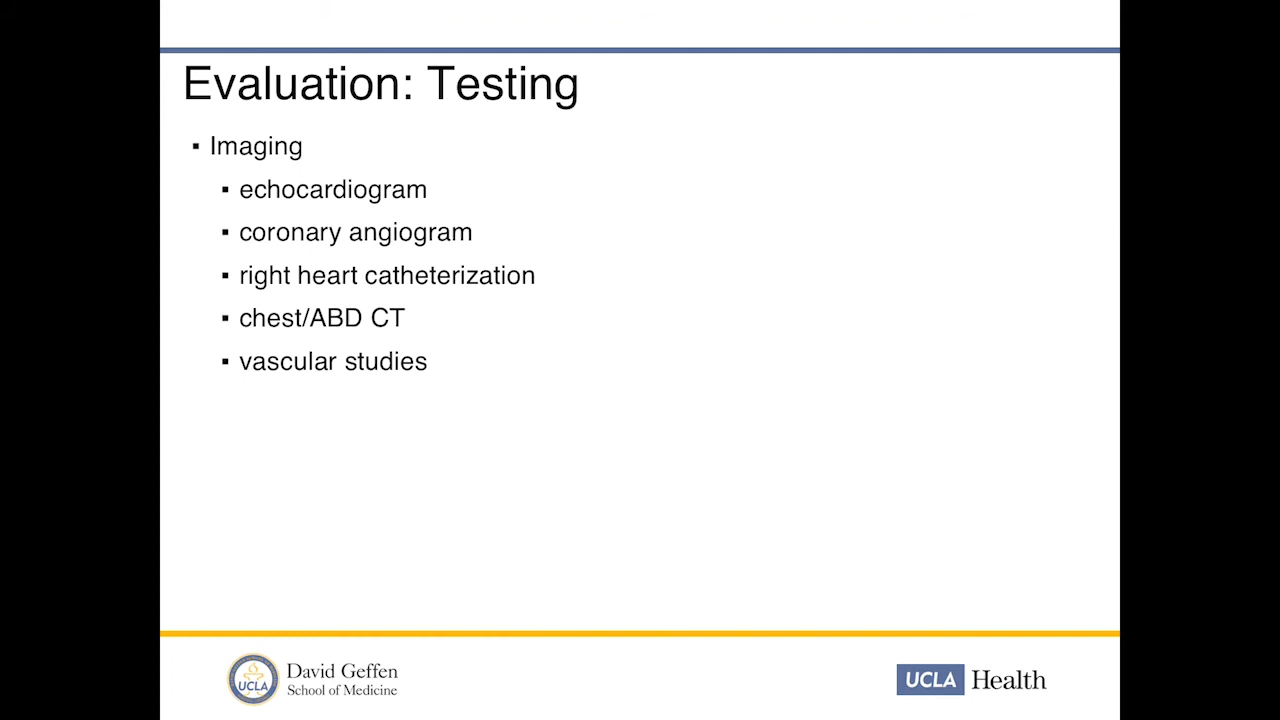 Evaluation: Testing
▪ Imaging
▪ echocardiogram
▪ coronary angiogram
▪ right heart catheterization
▪ chest/ABD CT
▪ vascular studies
UCLA
David Geffen
School of Medicine
UCLA Health